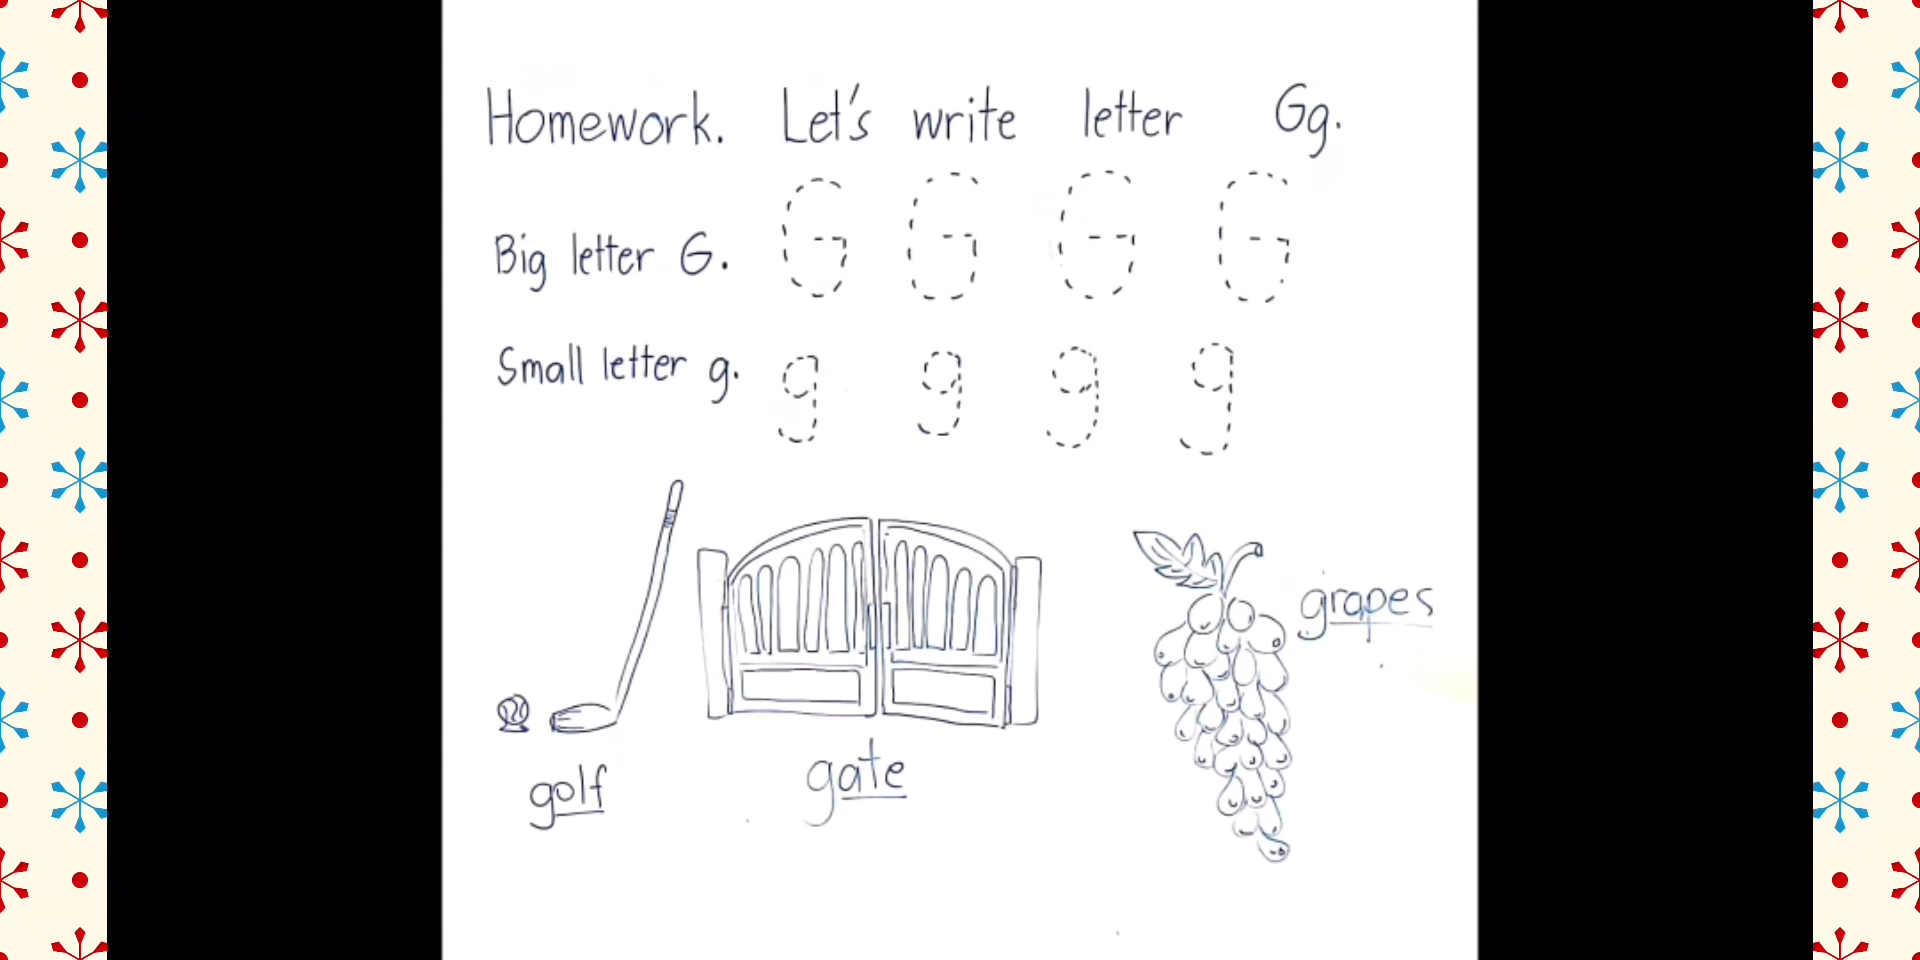 Homework. Let's write letter Gg.
Big letter G. G G G G
Small letter g. g g g g
grapes
golf
gate